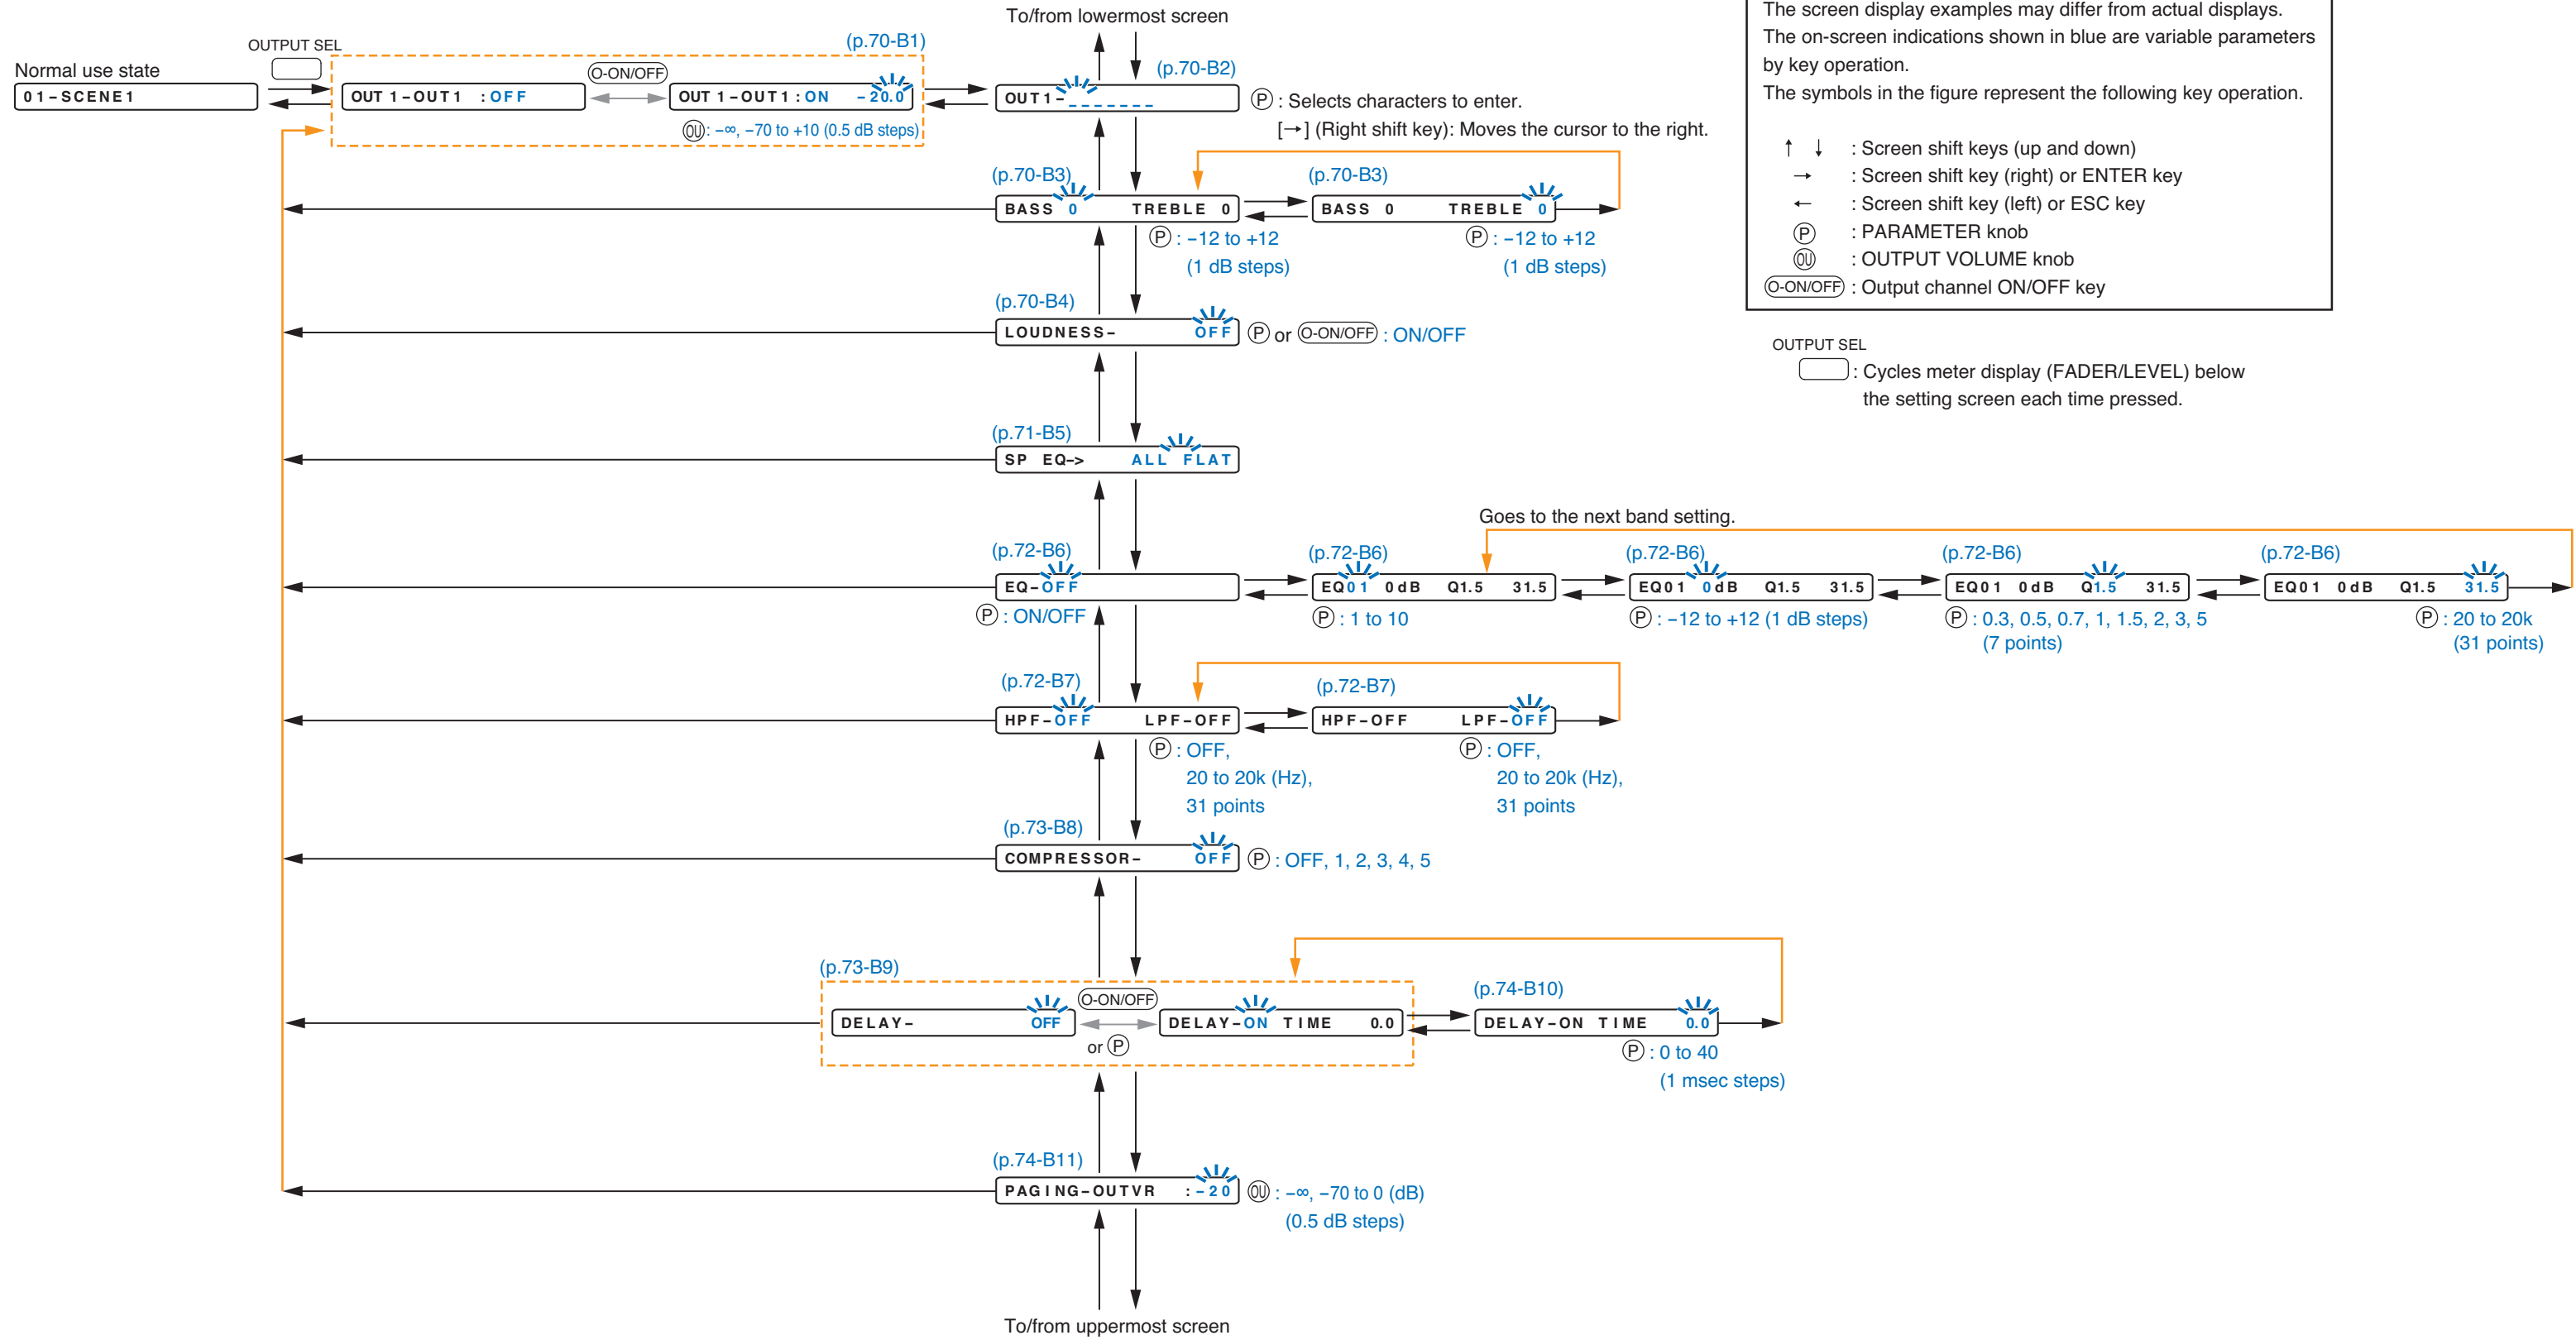 To/from lowermost screen
The screen display examples may differ from actual displays.
The on-screen indications shown in blue are variable parameters
by key operation.
The symbols in the figure represent the following key operation.
↑ ↓ : Screen shift keys (up and down)
→ : Screen shift key (right) or ENTER key
← : Screen shift key (left) or ESC key
Ⓟ : PARAMETER knob
OU : OUTPUT VOLUME knob
O-ON/OFF : Output channel ON/OFF key
OUTPUT SEL
: Cycles meter display (FADER/LEVEL) below
the setting screen each time pressed.
Normal use state
01-SCENE1
OUTPUT SEL
(p.70-B1)
OUT 1-OUT1 :OFF
O-ON/OFF
OUT 1-OUT1:ON -20.0
OU: −∞, −70 to +10 (0.5 dB steps)
(p.70-B2)
OUT1-_______
Ⓟ : Selects characters to enter.
[→] (Right shift key): Moves the cursor to the right.
(p.70-B3)
BASS 0 TREBLE 0
Ⓟ : −12 to +12
(1 dB steps)
(p.70-B3)
BASS 0 TREBLE 0
Ⓟ : −12 to +12
(1 dB steps)
(p.70-B4)
LOUDNESS- OFF
Ⓟ or O-ON/OFF : ON/OFF
(p.71-B5)
SP EQ-> ALL FLAT
Goes to the next band setting.
(p.72-B6)
EQ-OFF
Ⓟ : ON/OFF
(p.72-B6)
EQ01 0dB Q1.5 31.5
Ⓟ : 1 to 10
(p.72-B6)
EQ01 0dB Q1.5 31.5
Ⓟ : −12 to +12 (1 dB steps)
(p.72-B6)
EQ01 0dB Q1.5 31.5
Ⓟ : 0.3, 0.5, 0.7, 1, 1.5, 2, 3, 5
(7 points)
(p.72-B6)
EQ01 0dB Q1.5 31.5
Ⓟ : 20 to 20k
(31 points)
(p.72-B7)
HPF-OFF LPF-OFF
Ⓟ : OFF,
20 to 20k (Hz),
31 points
(p.72-B7)
HPF-OFF LPF-OFF
Ⓟ : OFF,
20 to 20k (Hz),
31 points
(p.73-B8)
COMPRESSOR- OFF
Ⓟ : OFF, 1, 2, 3, 4, 5
(p.73-B9)
DELAY- OFF
O-ON/OFF
or Ⓟ
DELAY-ON TIME 0.0
(p.74-B10)
DELAY-ON TIME 0.0
Ⓟ : 0 to 40
(1 msec steps)
(p.74-B11)
PAGING-OUTVR :-20
OU : −∞, −70 to 0 (dB)
(0.5 dB steps)
To/from uppermost screen